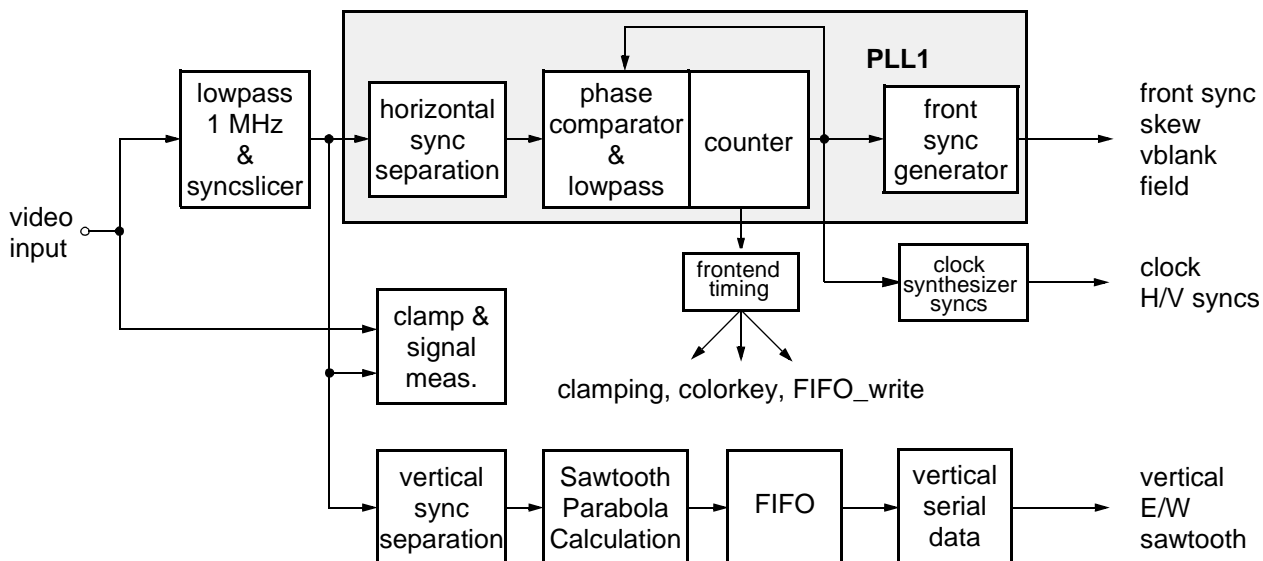 PLL1
lowpass
1 MHz
&
syncslicer
horizontal
sync
separation
phase
comparator
&
lowpass
counter
front
sync
generator
front sync
skew
vblank
field
video
input
frontend
timing
clock
synthesizer
syncs
clock
H/V syncs
clamp &
signal
meas.
clamping, colorkey, FIFO_write
vertical
sync
separation
Sawtooth
Parabola
Calculation
FIFO
vertical
serial
data
vertical
E/W
sawtooth